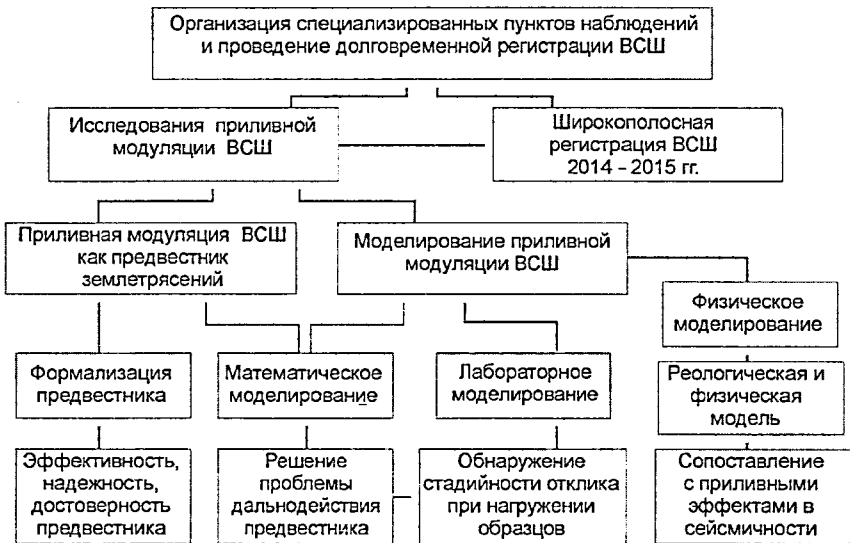 Организация специализированных пунктов наблюдений
и проведение долговременной регистрации ВСШ
Исследования приливной
модуляции ВСШ
Широкополосная
регистрация ВСШ
2014 – 2015 гг.
Приливная модуляция ВСШ
как предвестник
землетрясений
Моделирование приливной
модуляции ВСШ
Физическое
моделирование
Формализация
предвестника
Математическое
моделирование
Лабораторное
моделирование
Реологическая и
физическая
модель
Эффективность,
надежность,
достоверность
предвестника
Решение
проблемы
дальнодействия
предвестника
Обнаружение
стадийности отклика
при нагружении
образцов
Сопоставление
с приливными
эффектами в
сейсмичности